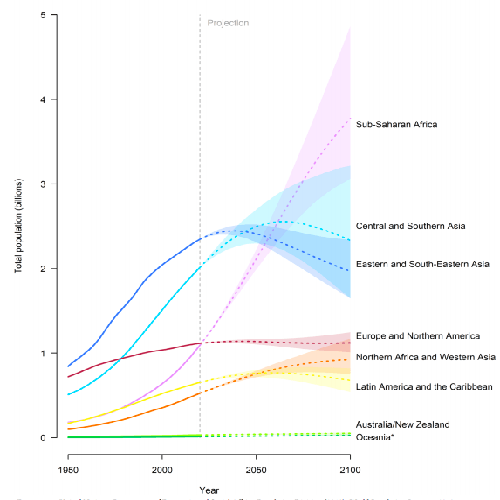 Projection
5
4
3
2
1
0
Total population (billions)
Sub-Saharan Africa
Central and Southern Asia
Eastern and South-Eastern Asia
Europe and Northern America
Northern Africa and Western Asia
Latin America and the Caribbean
Australia/New Zealand
Oceania*
1950
2000
2050
2100
Year